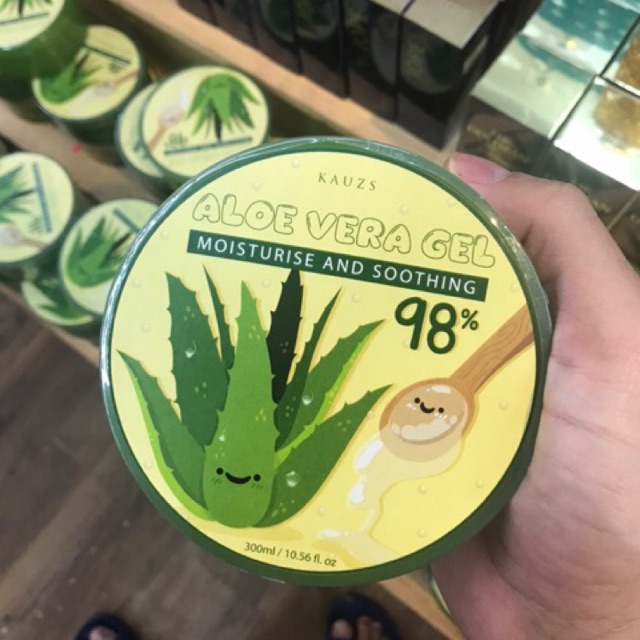 KAUZS
ALOE VERA GEL
MOISTURISE AND SOOTHING
98%
300ml / 10.56 fl. oz